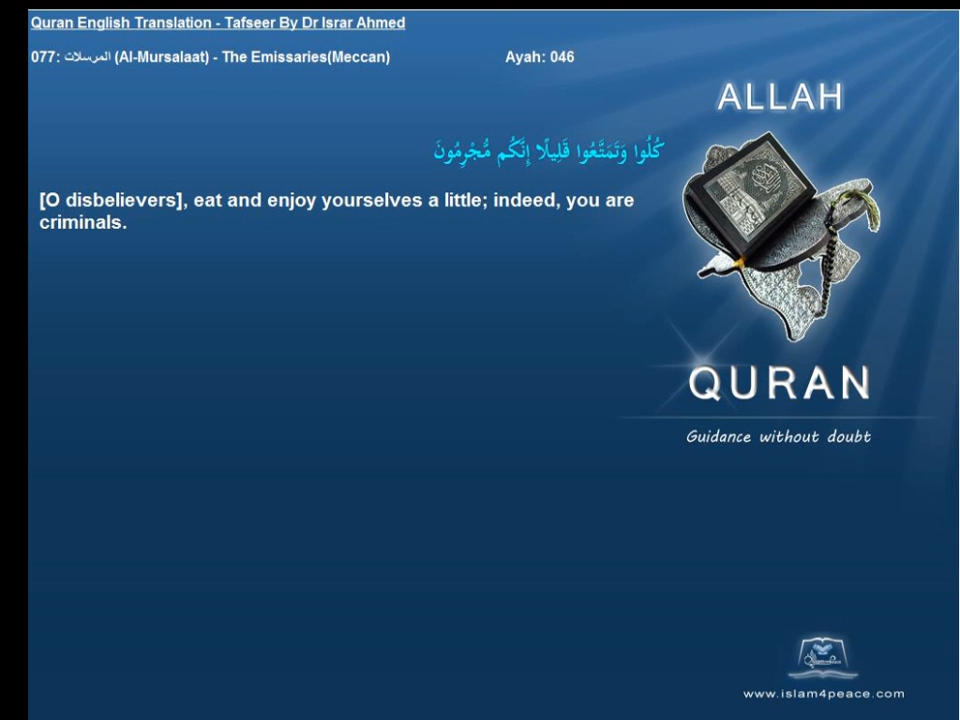 Quran English Translation - Tafseer By Dr Israr Ahmed
077: المرسلات (Al-Mursalaat) - The Emissaries(Meccan) Ayah: 046
ALLAH
كُلُوا وَتَمَتَّعُوا قَلِيلًا إِنَّكُم مُّجْرِمُونَ
[O disbelievers], eat and enjoy yourselves a little; indeed, you are
criminals.
QURAN
Guidance without doubt
www.islam4peace.com